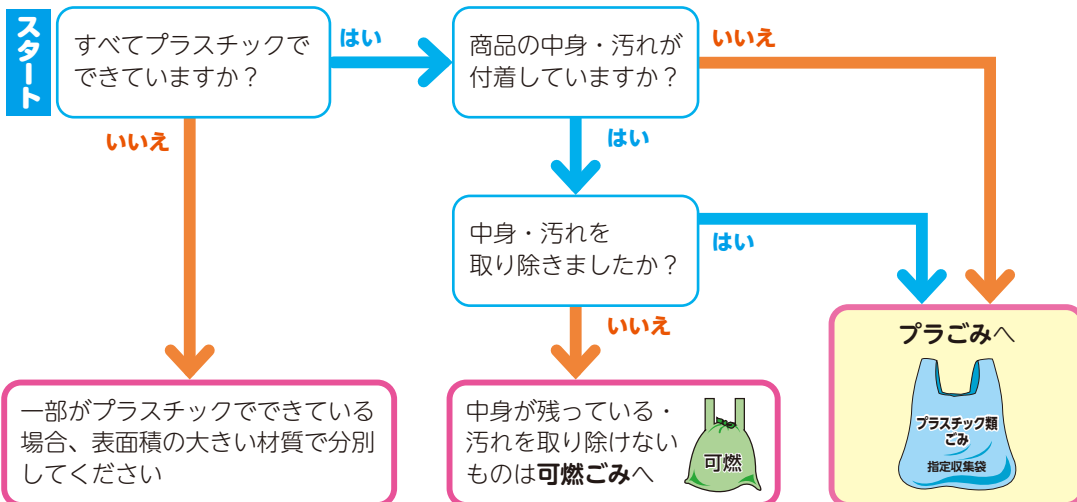 スタート
すべてプラスチックで
できていますか？
はい
商品の中身・汚れが
付着していますか？
いいえ
いいえ
はい
中身・汚れを
取り除きましたか？
はい
いいえ
プラごみへ
プラスチック類
ごみ
指定収集袋
一部がプラスチックでできている
場合、表面積の大きい材質で分別
してください
中身が残っている・
汚れを取り除けない
ものは可燃ごみへ
可燃